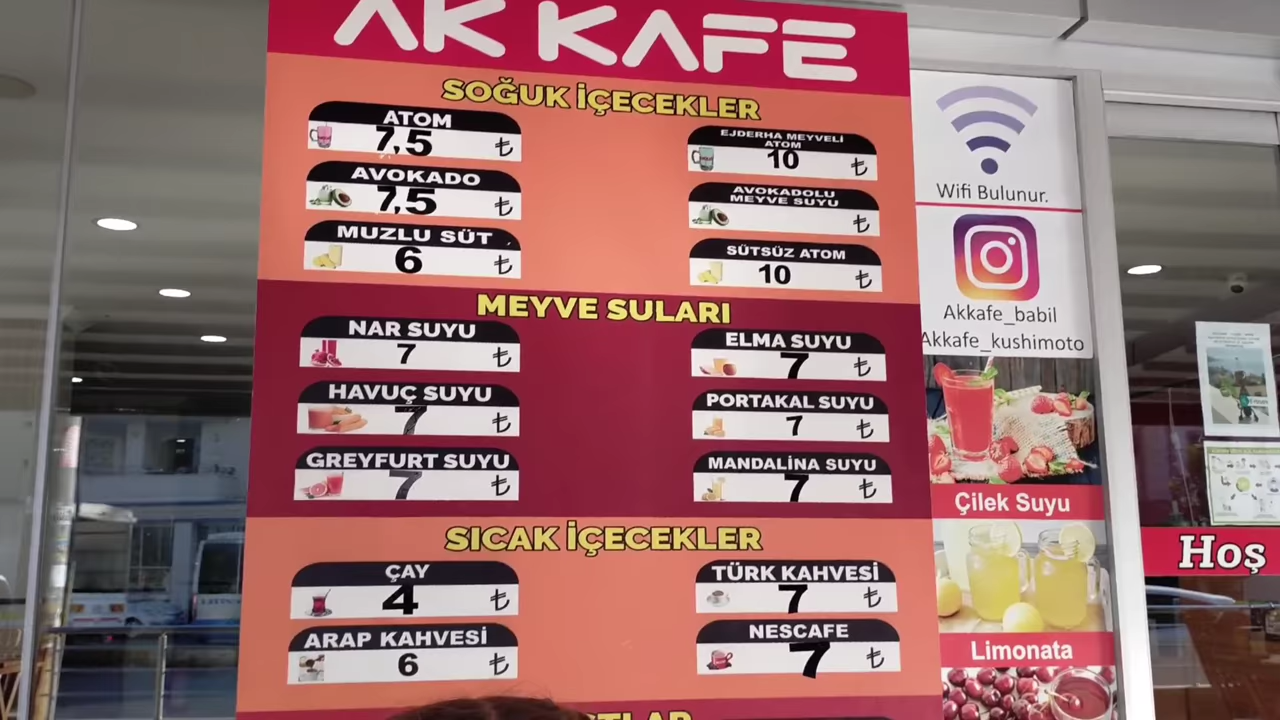 AK KAFE
SOĞUK İÇECEKLER
ATOM
7,5 ₺
AVOKADO
7,5 ₺
MUZLU SÜT
6 ₺
EJDERHA MEYVELİ
ATOM
10 ₺
AVOKADOLU
MEYVE SUYU
₺
SÜTSÜZ ATOM
10 ₺
MEYVE SULARI
NAR SUYU
7 ₺
HAVUÇ SUYU
7 ₺
GREYFURT SUYU
7 ₺
ELMA SUYU
7 ₺
PORTAKAL SUYU
7 ₺
MANDALİNA SUYU
7 ₺
SICAK İÇECEKLER
ÇAY
4 ₺
ARAP KAHVESİ
6 ₺
TÜRK KAHVESİ
7 ₺
NESCAFE
7 ₺
Wifi Bulunur.
Akkafe_babil
Akkafe_kushimoto
Çilek Suyu
Limonata
Hoş